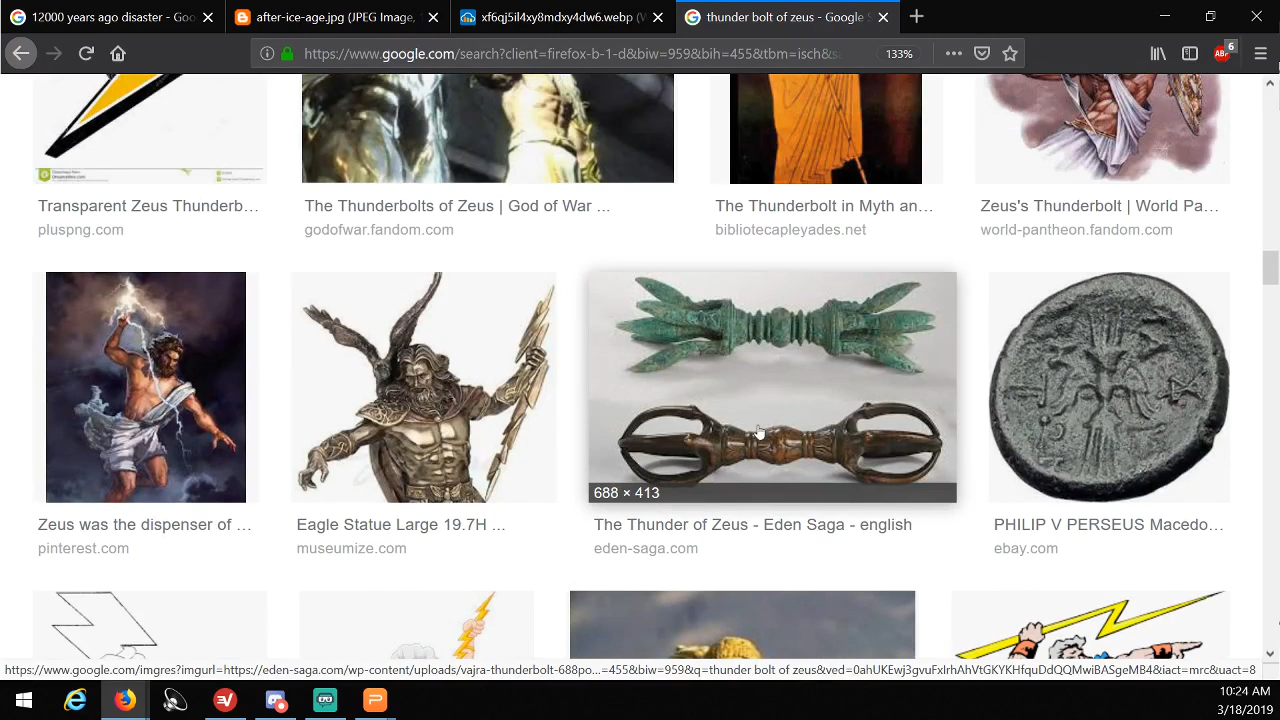 12000 years ago disaster - Goo
after-ice-age.jpg (JPEG Image,
xf6qj5il4xy8mdxy4dw6.webp (V
thunder bolt of zeus - Google S
https://www.google.com/search?client=firefox-b-1-d&biw=959&bih=455&tbm=isch&s
133%
ABP
6
Transparent Zeus Thunderb...
pluspng.com
The Thunderbolts of Zeus | God of War ...
godofwar.fandom.com
The Thunderbolt in Myth an...
bibliotecapleyades.net
Zeus's Thunderbolt | World Pa...
world-pantheon.fandom.com
688 × 413
Zeus was the dispenser of ...
pinterest.com
Eagle Statue Large 19.7H ...
museumize.com
The Thunder of Zeus - Eden Saga - english
eden-saga.com
PHILIP V PERSEUS Macedo...
ebay.com
https://www.google.com/imgres?imgurl=https://eden-saga.com/wp-content/uploads/vajra-thunderbolt-688po...=455&biw=959&q=thunder bolt of zeus&ved=0ahUKEwj3gvuFxIrhAhVtGKYKHfquDdQQMwiBASgeMB4&iact=mrc&uact=8
10:24 AM
3/18/2019